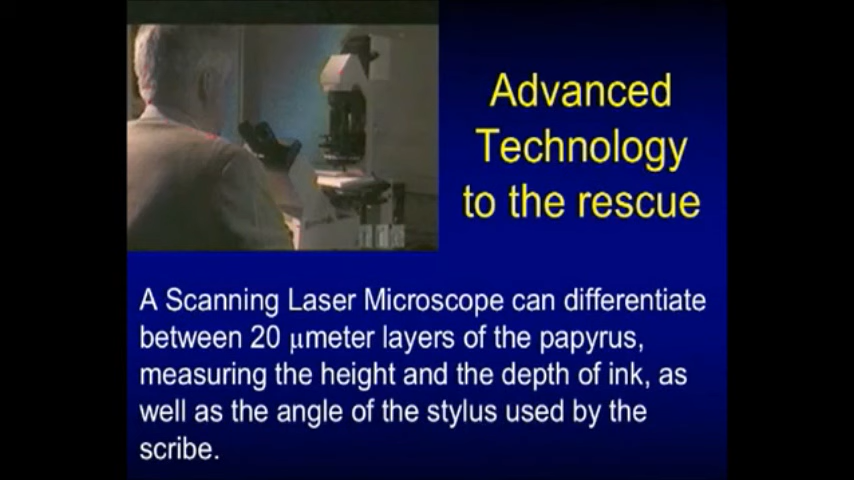 Advanced
Technology
to the rescue
A Scanning Laser Microscope can differentiate
between 20 μmeter layers of the papyrus,
measuring the height and the depth of ink, as
well as the angle of the stylus used by the
scribe.